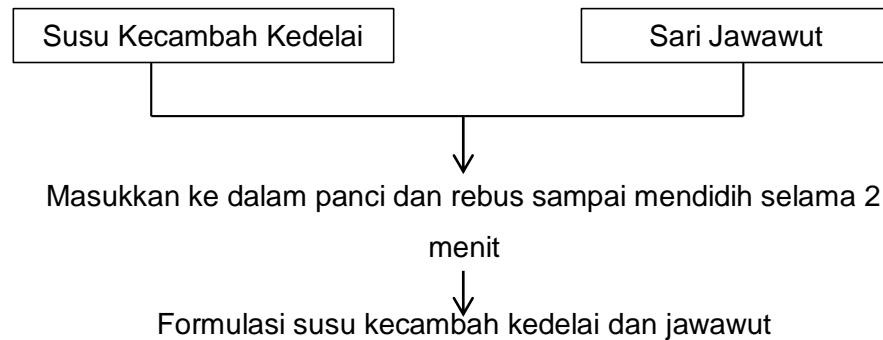 Susu Kecambah Kedelai
Sari Jawawut
Masukkan ke dalam panci dan rebus sampai mendidih selama 2
menit
Formulasi susu kecambah kedelai dan jawawut